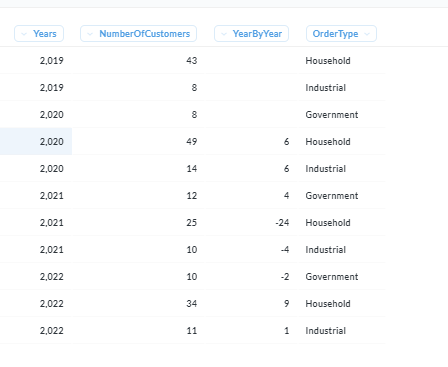 Years NumberOfCustomers YearByYear OrderType
2,019 43 Household
2,019 8 Industrial
2,020 8 Government
2,020 49 6 Household
2,020 14 6 Industrial
2,021 12 4 Government
2,021 25 -24 Household
2,021 10 -4 Industrial
2,022 10 -2 Government
2,022 34 9 Household
2,022 11 1 Industrial